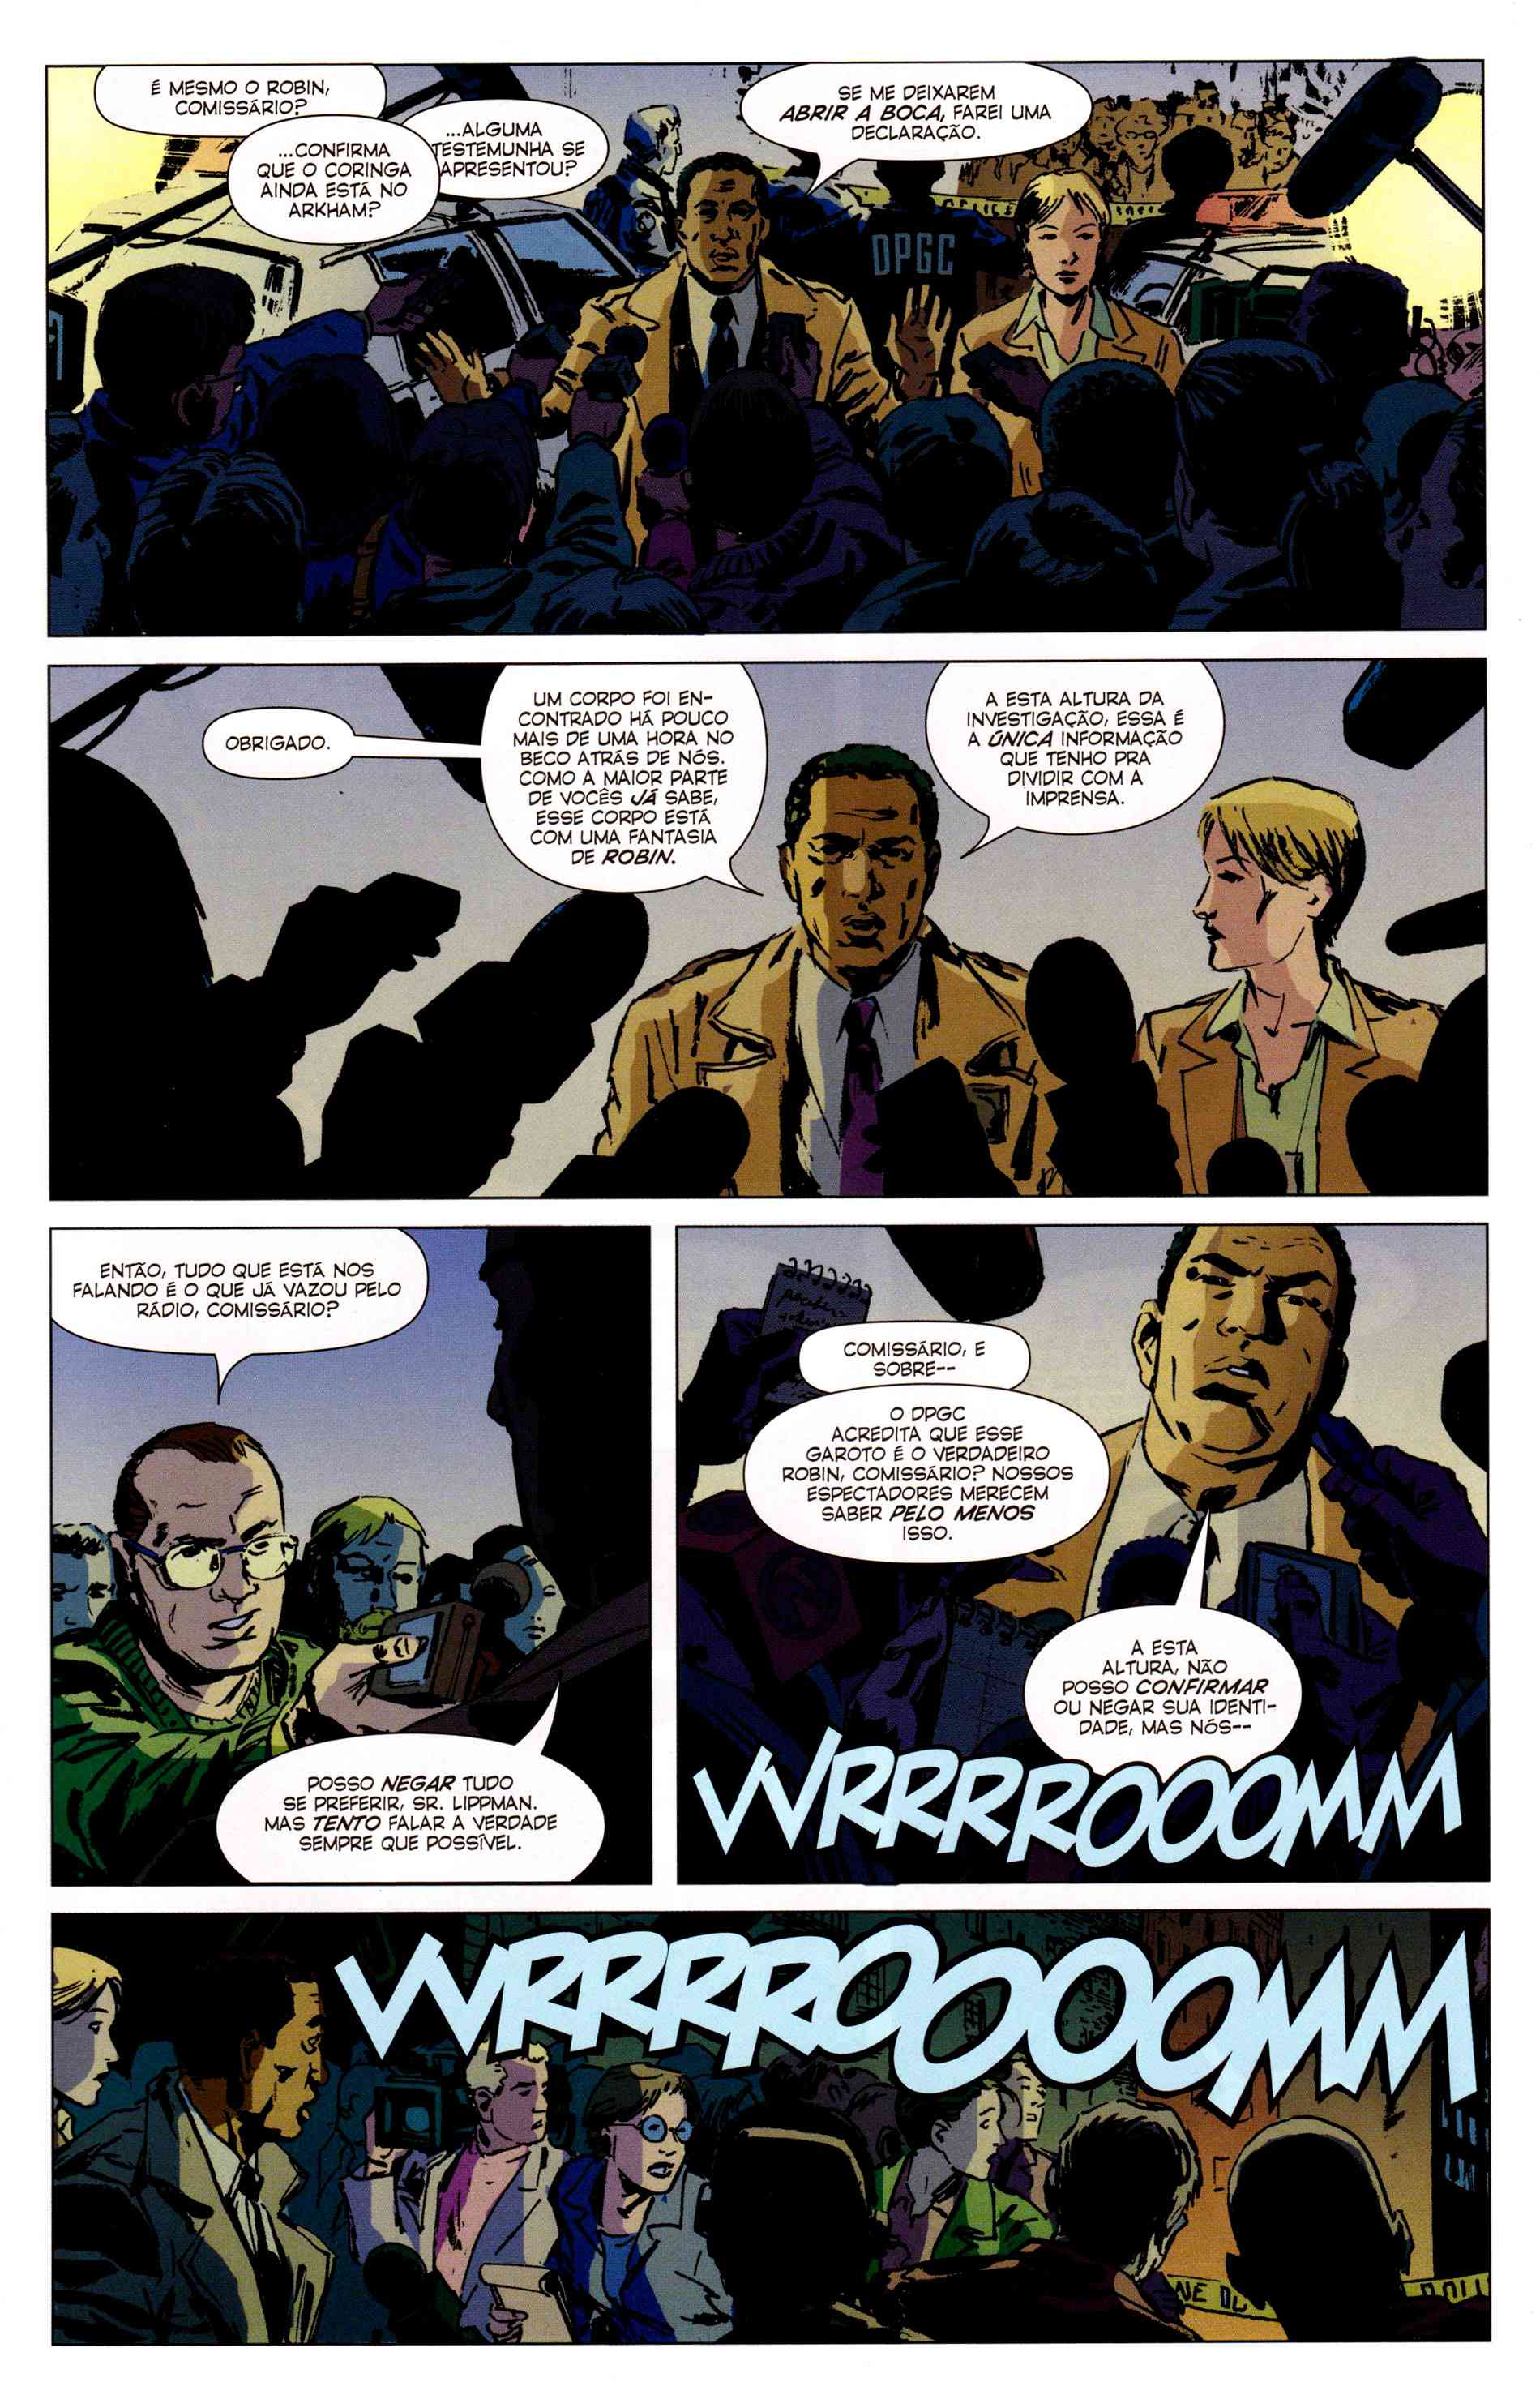 É MESMO O ROBIN,
COMISSÁRIO?
...CONFIRMA
QUE O CORINGA
AINDA ESTÁ NO
ARKHAM?
...ALGUMA
TESTEMUNHA SE
APRESENTOU?
SE ME DEIXAREM
ABRIR A BOCA, FAREI UMA
DECLARAÇÃO.
DPGC
OBRIGADO.
UM CORPO FOI EN-
CONTRADO HÁ POUCO
MAIS DE UMA HORA NO
BECO ATRÁS DE NÓS.
COMO A MAIOR PARTE
DE VOCÊS JÁ SABE,
ESSE CORPO ESTÁ
COM UMA FANTASIA
DE ROBIN.
A ESTA ALTURA DA
INVESTIGAÇÃO, ESSA É
A ÚNICA INFORMAÇÃO
QUE TENHO PRA
DIVIDIR COM A
IMPRENSA.
ENTÃO, TUDO QUE ESTÁ NOS
FALANDO É O QUE JÁ VAZOU PELO
RÁDIO, COMISSÁRIO?
POSSO NEGAR TUDO
SE PREFERIR, SR. LIPPMAN.
MAS TENTO FALAR A VERDADE
SEMPRE QUE POSSÍVEL.
COMISSÁRIO, E
SOBRE--
O DPGC
ACREDITA QUE ESSE
GAROTO É O VERDADEIRO
ROBIN, COMISSÁRIO? NOSSOS
ESPECTADORES MERECEM
SABER PELO MENOS
ISSO.
A ESTA
ALTURA, NÃO
POSSO CONFIRMAR
OU NEGAR SUA IDENTI-
DADE, MAS NÓS--
VVRRRROOOMM
VVRRRROOOOMM